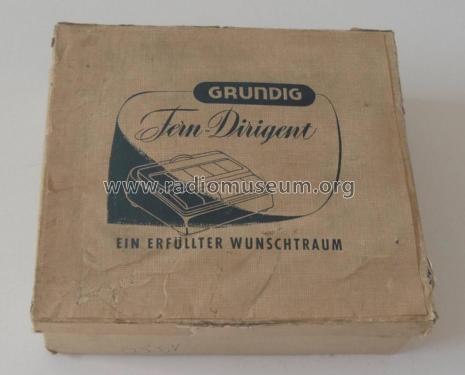 GRUNDIG
Fern-Dirigent
www.radiomuseum.org
EIN ERFÜLLTER WUNSCHTRAUM